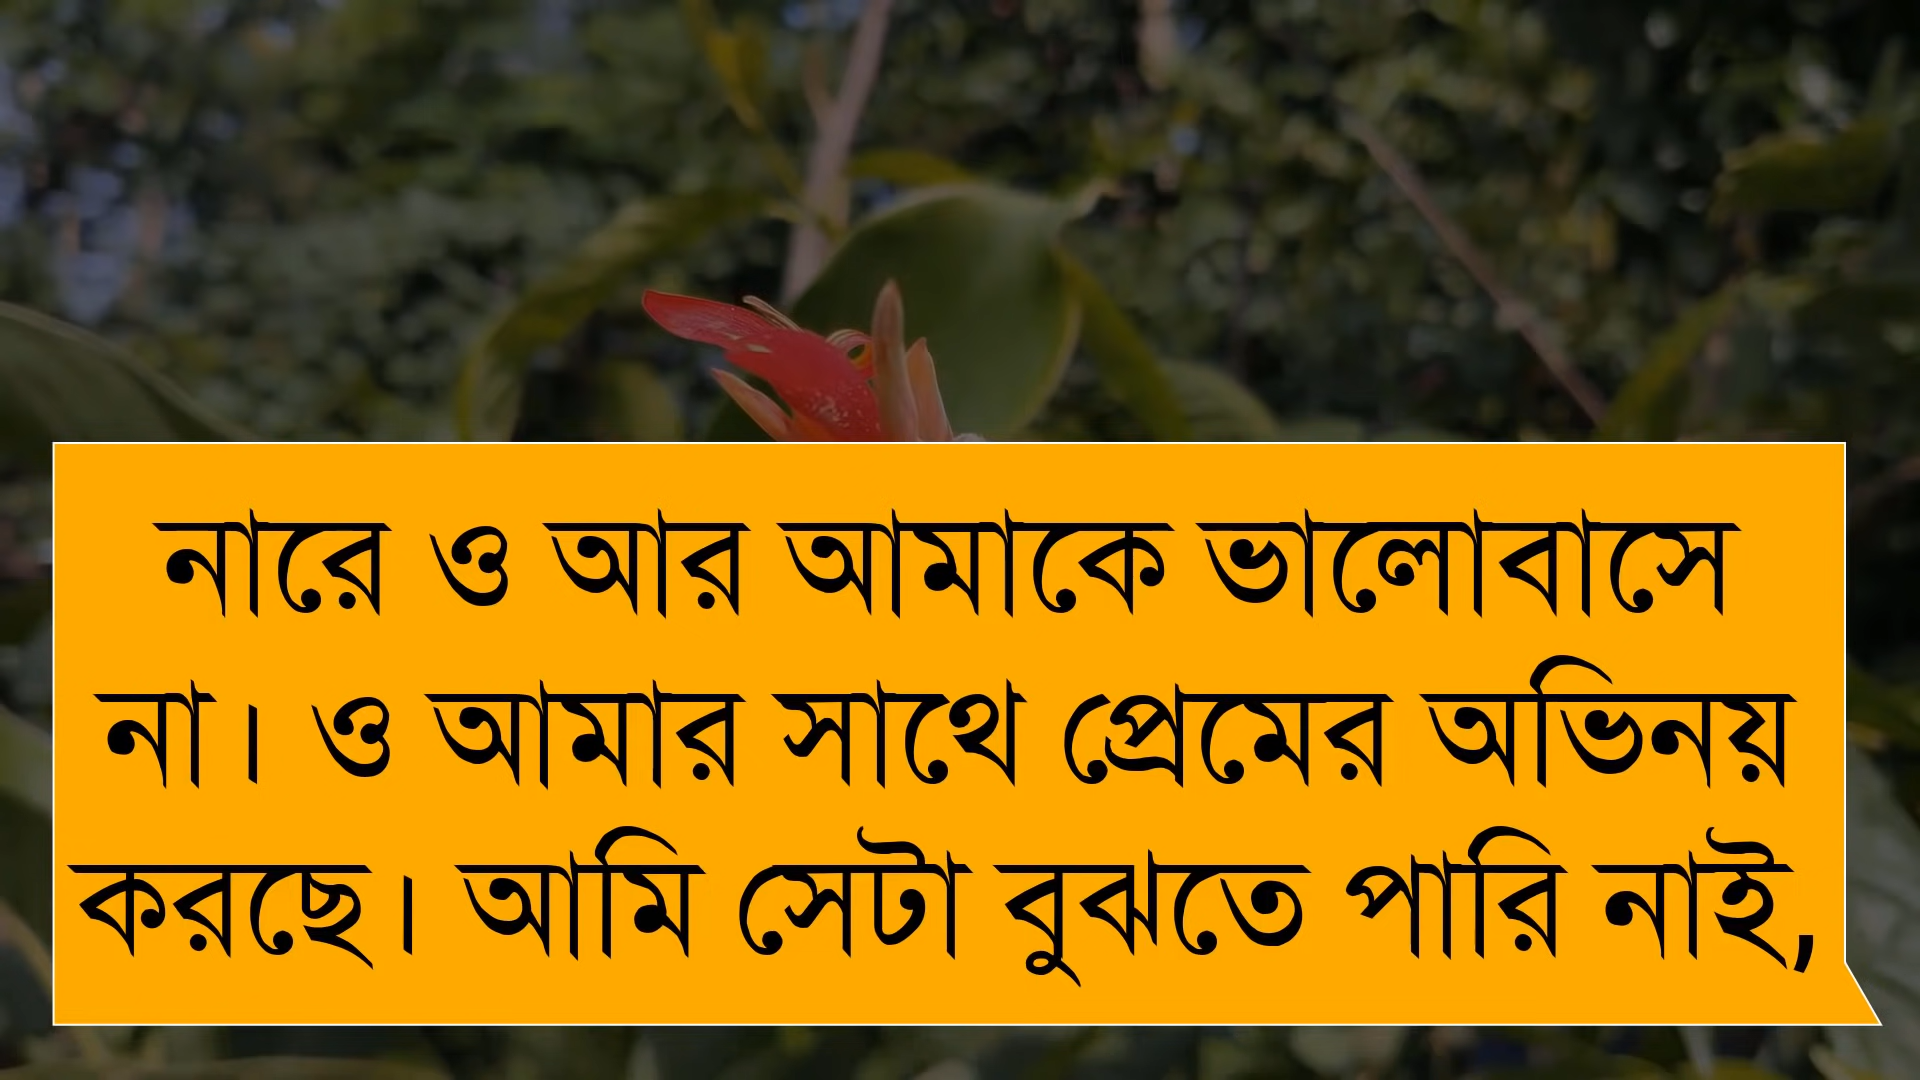 নারে ও আর আমাকে ভালোবাসে
না। ও আমার সাথে প্রেমের অভিনয়
করছে। আমি সেটা বুঝতে পারি নাই,